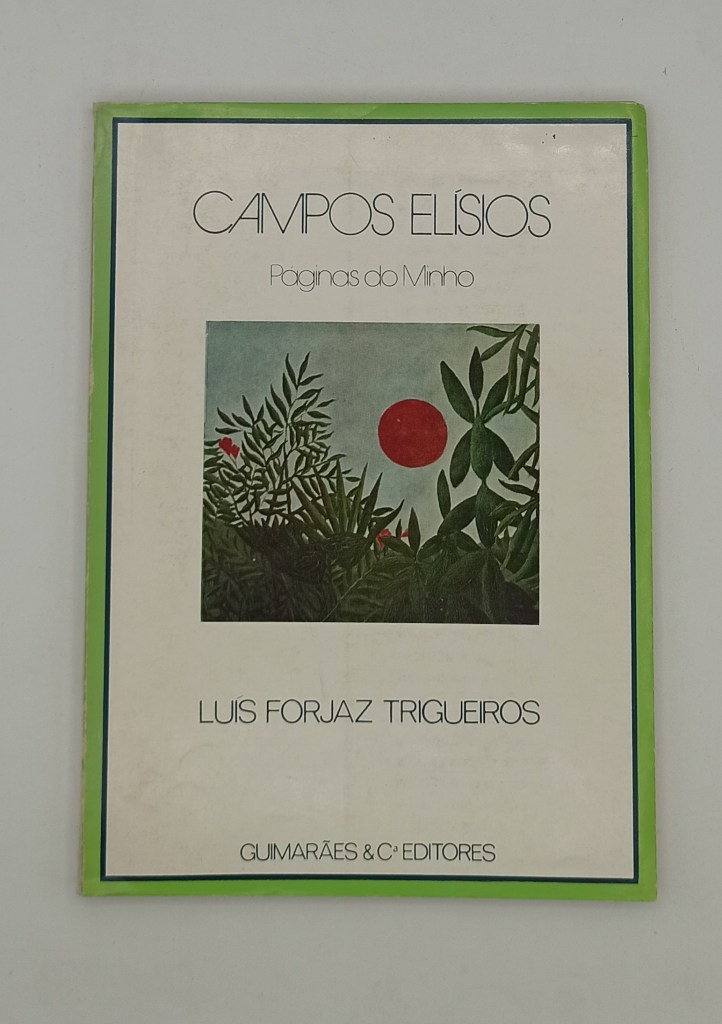 CAMPOS ELÍSIOS
Paginas do Minho
LUÍS FORJAZ TRIGUEIROS
GUIMARÃES & Cª EDITORES